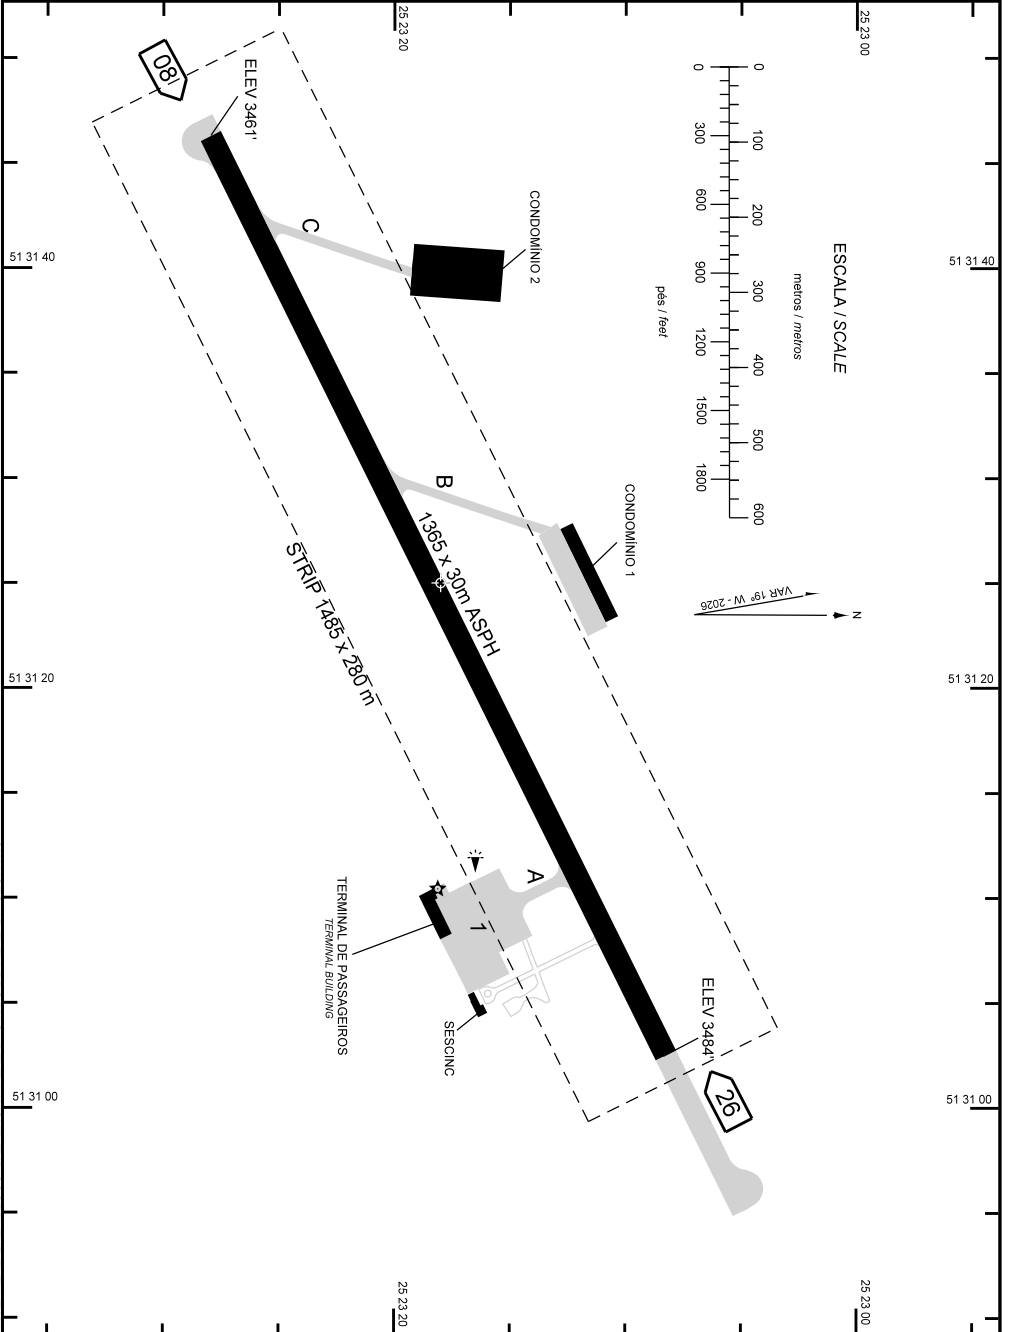 25 23 20
25 23 00
08
ELEV 3461'
0
300
600
900
1200
1500
1800
0
100
200
300
400
500
600
ESCALA / SCALE
metros / metros
pés / feet
C
CONDOMÍNIO 2
51 31 40
51 31 40
B
CONDOMÍNIO 1
1365 x 30m ASPH
STRIP 1485 x 280 m
VAR 19° W - 2026
N
51 31 20
51 31 20
A
1
TERMINAL DE PASSAGEIROS
TERMINAL BUILDING
SESCINC
ELEV 3484'
26
51 31 00
51 31 00
25 23 20
25 23 00